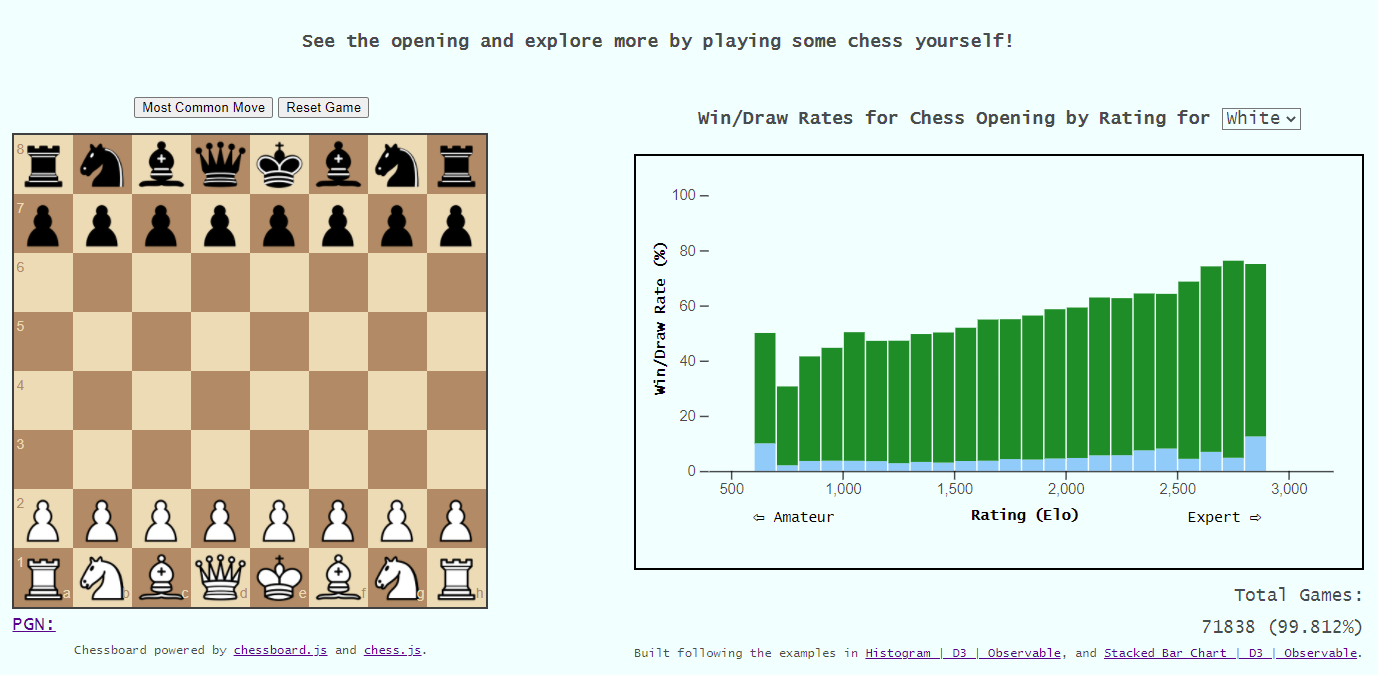 See the opening and explore more by playing some chess yourself!
Most Common Move Reset Game
8
7
6
5
4
3
2
1
a b c d e f g h
PGN:
Chessboard powered by chessboard.js and chess.js.
Win/Draw Rates for Chess Opening by Rating for White
Win/Draw Rate (%)
100
80
60
40
20
0
500 1,000 1,500 2,000 2,500 3,000
⇦ Amateur Rating (Elo) Expert ⇨
Total Games:
71838 (99.812%)
Built following the examples in Histogram | D3 | Observable, and Stacked Bar Chart | D3 | Observable.